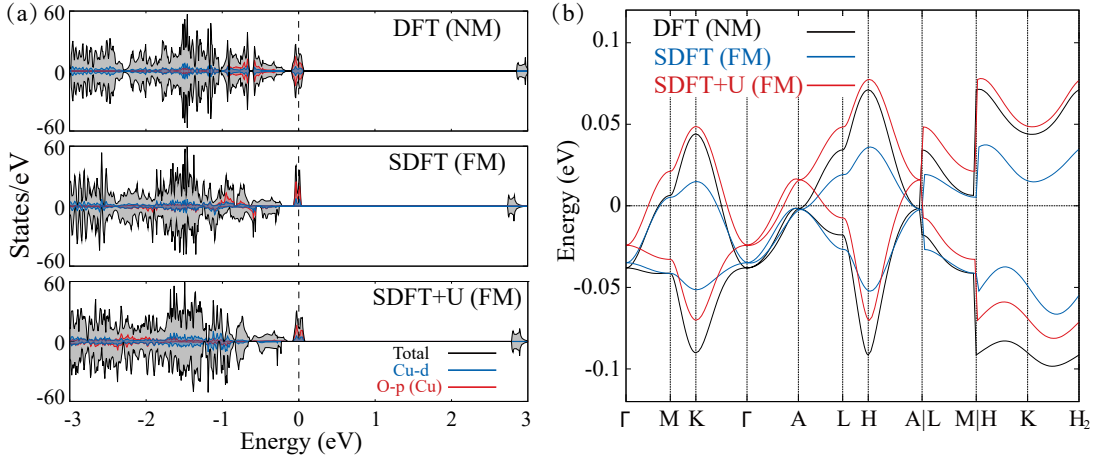 (a)
60
0
-60
DFT (NM)
60
0
-60
SDFT (FM)
60
0
-60
SDFT+U (FM)
Total
Cu-d
O-p (Cu)
States/eV
-3 -2 -1 0 1 2 3
Energy (eV)
(b)
0.1
0.05
0
-0.05
-0.1
Energy (eV)
DFT (NM)
SDFT (FM)
SDFT+U (FM)
Γ M K Γ A L H A|L M|H K H₂